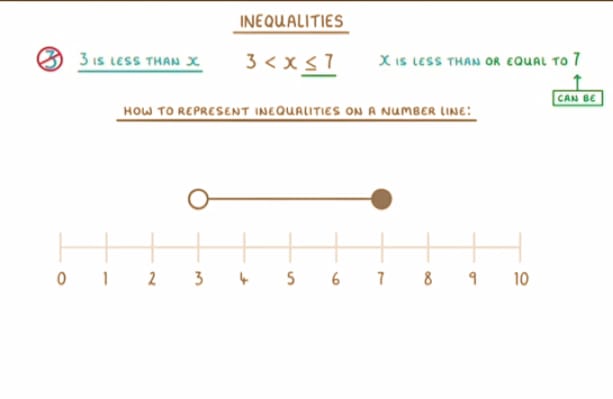 INEQUALITIES
3 3 IS LESS THAN x 3 < x ≤ 7 x IS LESS THAN OR EQUAL TO 7
CAN BE
HOW TO REPRESENT INEQUALITIES ON A NUMBER LINE:
0 1 2 3 4 5 6 7 8 9 10